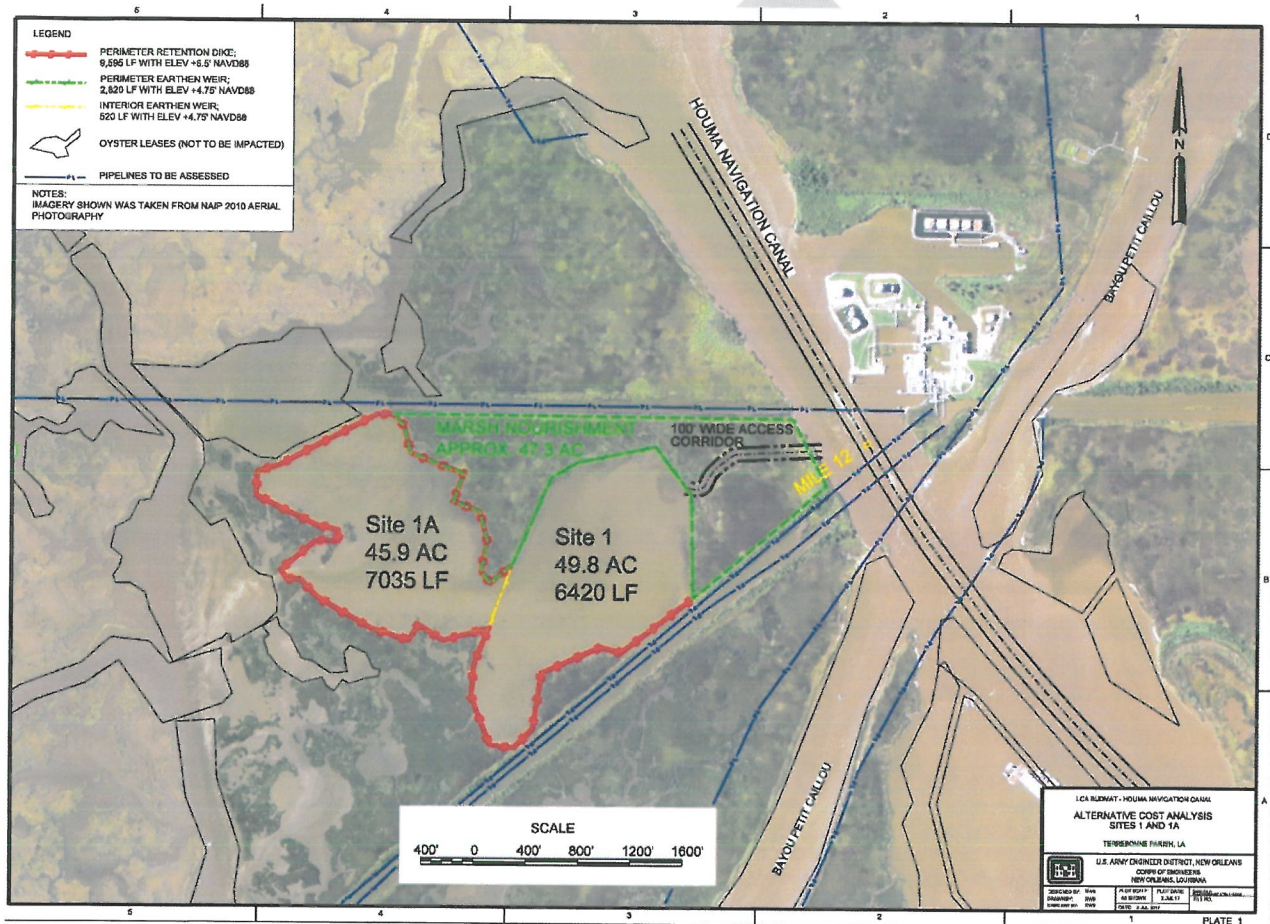 5
4
3
2
1
LEGEND
PERIMETER RETENTION DIKE;
9,595 LF WITH ELEV +6.5' NAVD88
PERIMETER EARTHEN WEIR;
2,820 LF WITH ELEV +4.75' NAVD88
INTERIOR EARTHEN WEIR;
520 LF WITH ELEV +4.75' NAVD88
OYSTER LEASES (NOT TO BE IMPACTED)
PIPELINES TO BE ASSESSED
NOTES:
IMAGERY SHOWN WAS TAKEN FROM NAIP 2010 AERIAL
PHOTOGRAPHY
HOUMA NAVIGATION CANAL
N
BAYOU PETIT CAILLOU
C
MARSH NOURISHMENT
APPROX. 47.3 AC
100' WIDE ACCESS
CORRIDOR
MILE 12
Site 1A
45.9 AC
7035 LF
Site 1
49.8 AC
6420 LF
B
BAYOU PETIT CAILLOU
A
SCALE
400' 0 400' 800' 1200' 1600'
LCA BUDMAT - HOUMA NAVIGATION CANAL
ALTERNATIVE COST ANALYSIS
SITES 1 AND 1A
TERREBONNE PARISH, LA
U.S. ARMY ENGINEER DISTRICT, NEW ORLEANS
CORPS OF ENGINEERS
NEW ORLEANS, LOUISIANA
5
4
3
2
1
PLATE 1